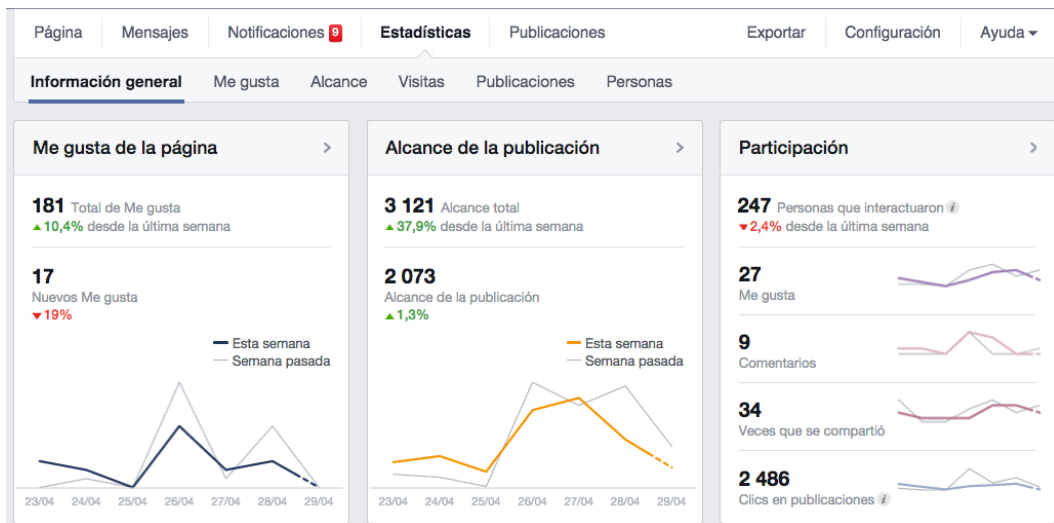 Página Mensajes Notificaciones 9 Estadísticas Publicaciones Exportar Configuración Ayuda
Información general Me gusta Alcance Visitas Publicaciones Personas
Me gusta de la página
181 Total de Me gusta
10,4% desde la última semana
17
Nuevos Me gusta
19%
Esta semana
Semana pasada
23/04 24/04 25/04 26/04 27/04 28/04 29/04
Alcance de la publicación
3 121 Alcance total
37,9% desde la última semana
2 073
Alcance de la publicación
1,3%
Esta semana
Semana pasada
23/04 24/04 25/04 26/04 27/04 28/04 29/04
Participación
247 Personas que interactuaron i
2,4% desde la última semana
27
Me gusta
9
Comentarios
34
Veces que se compartió
2 486
Clics en publicaciones i